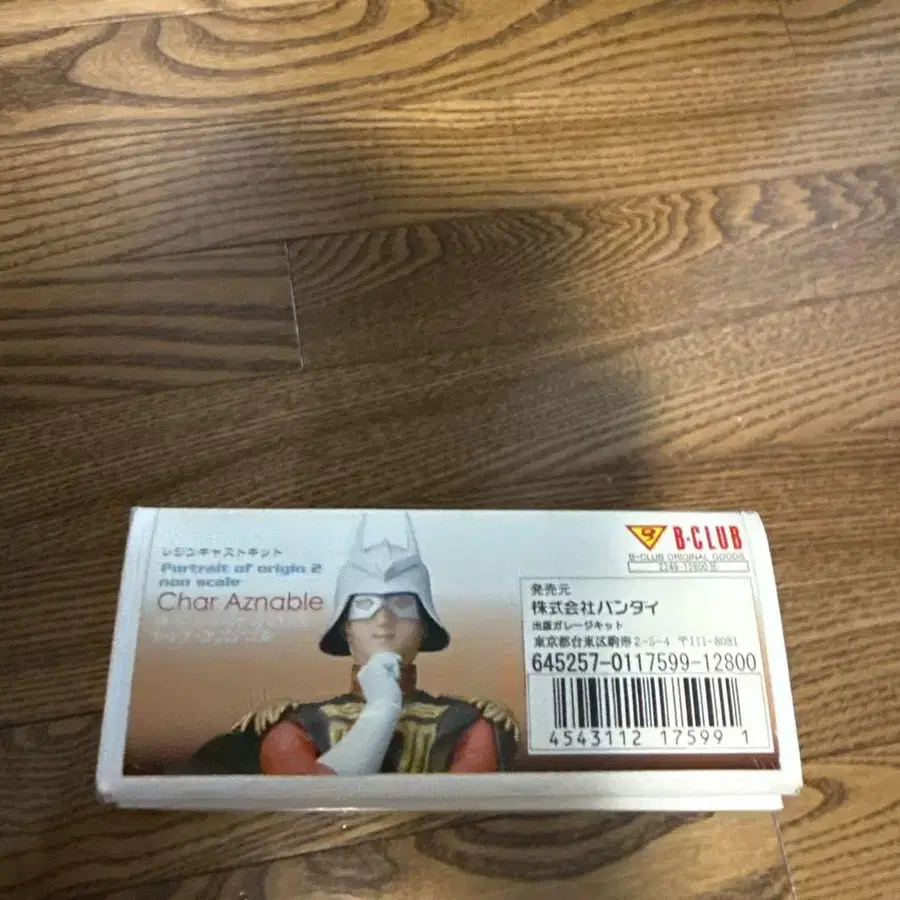 レジンキャストキット
Portrait of origin 2
non scale
Char Aznable
B-CLUB
B-CLUB ORIGINAL GOODS
2249-12800
発売元
株式会社バンダイ
出版ガレージキット
東京都台東区駒形2-5-4 〒111-8081
645257-0117599-12800
4543112 17599 1